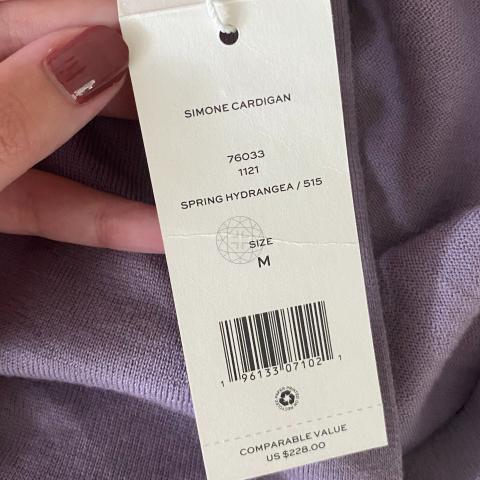 SIMONE CARDIGAN
76033
1121
SPRING HYDRANGEA / 515
SIZE
M
1 96133 07102 1
COMPARABLE VALUE
US $228.00